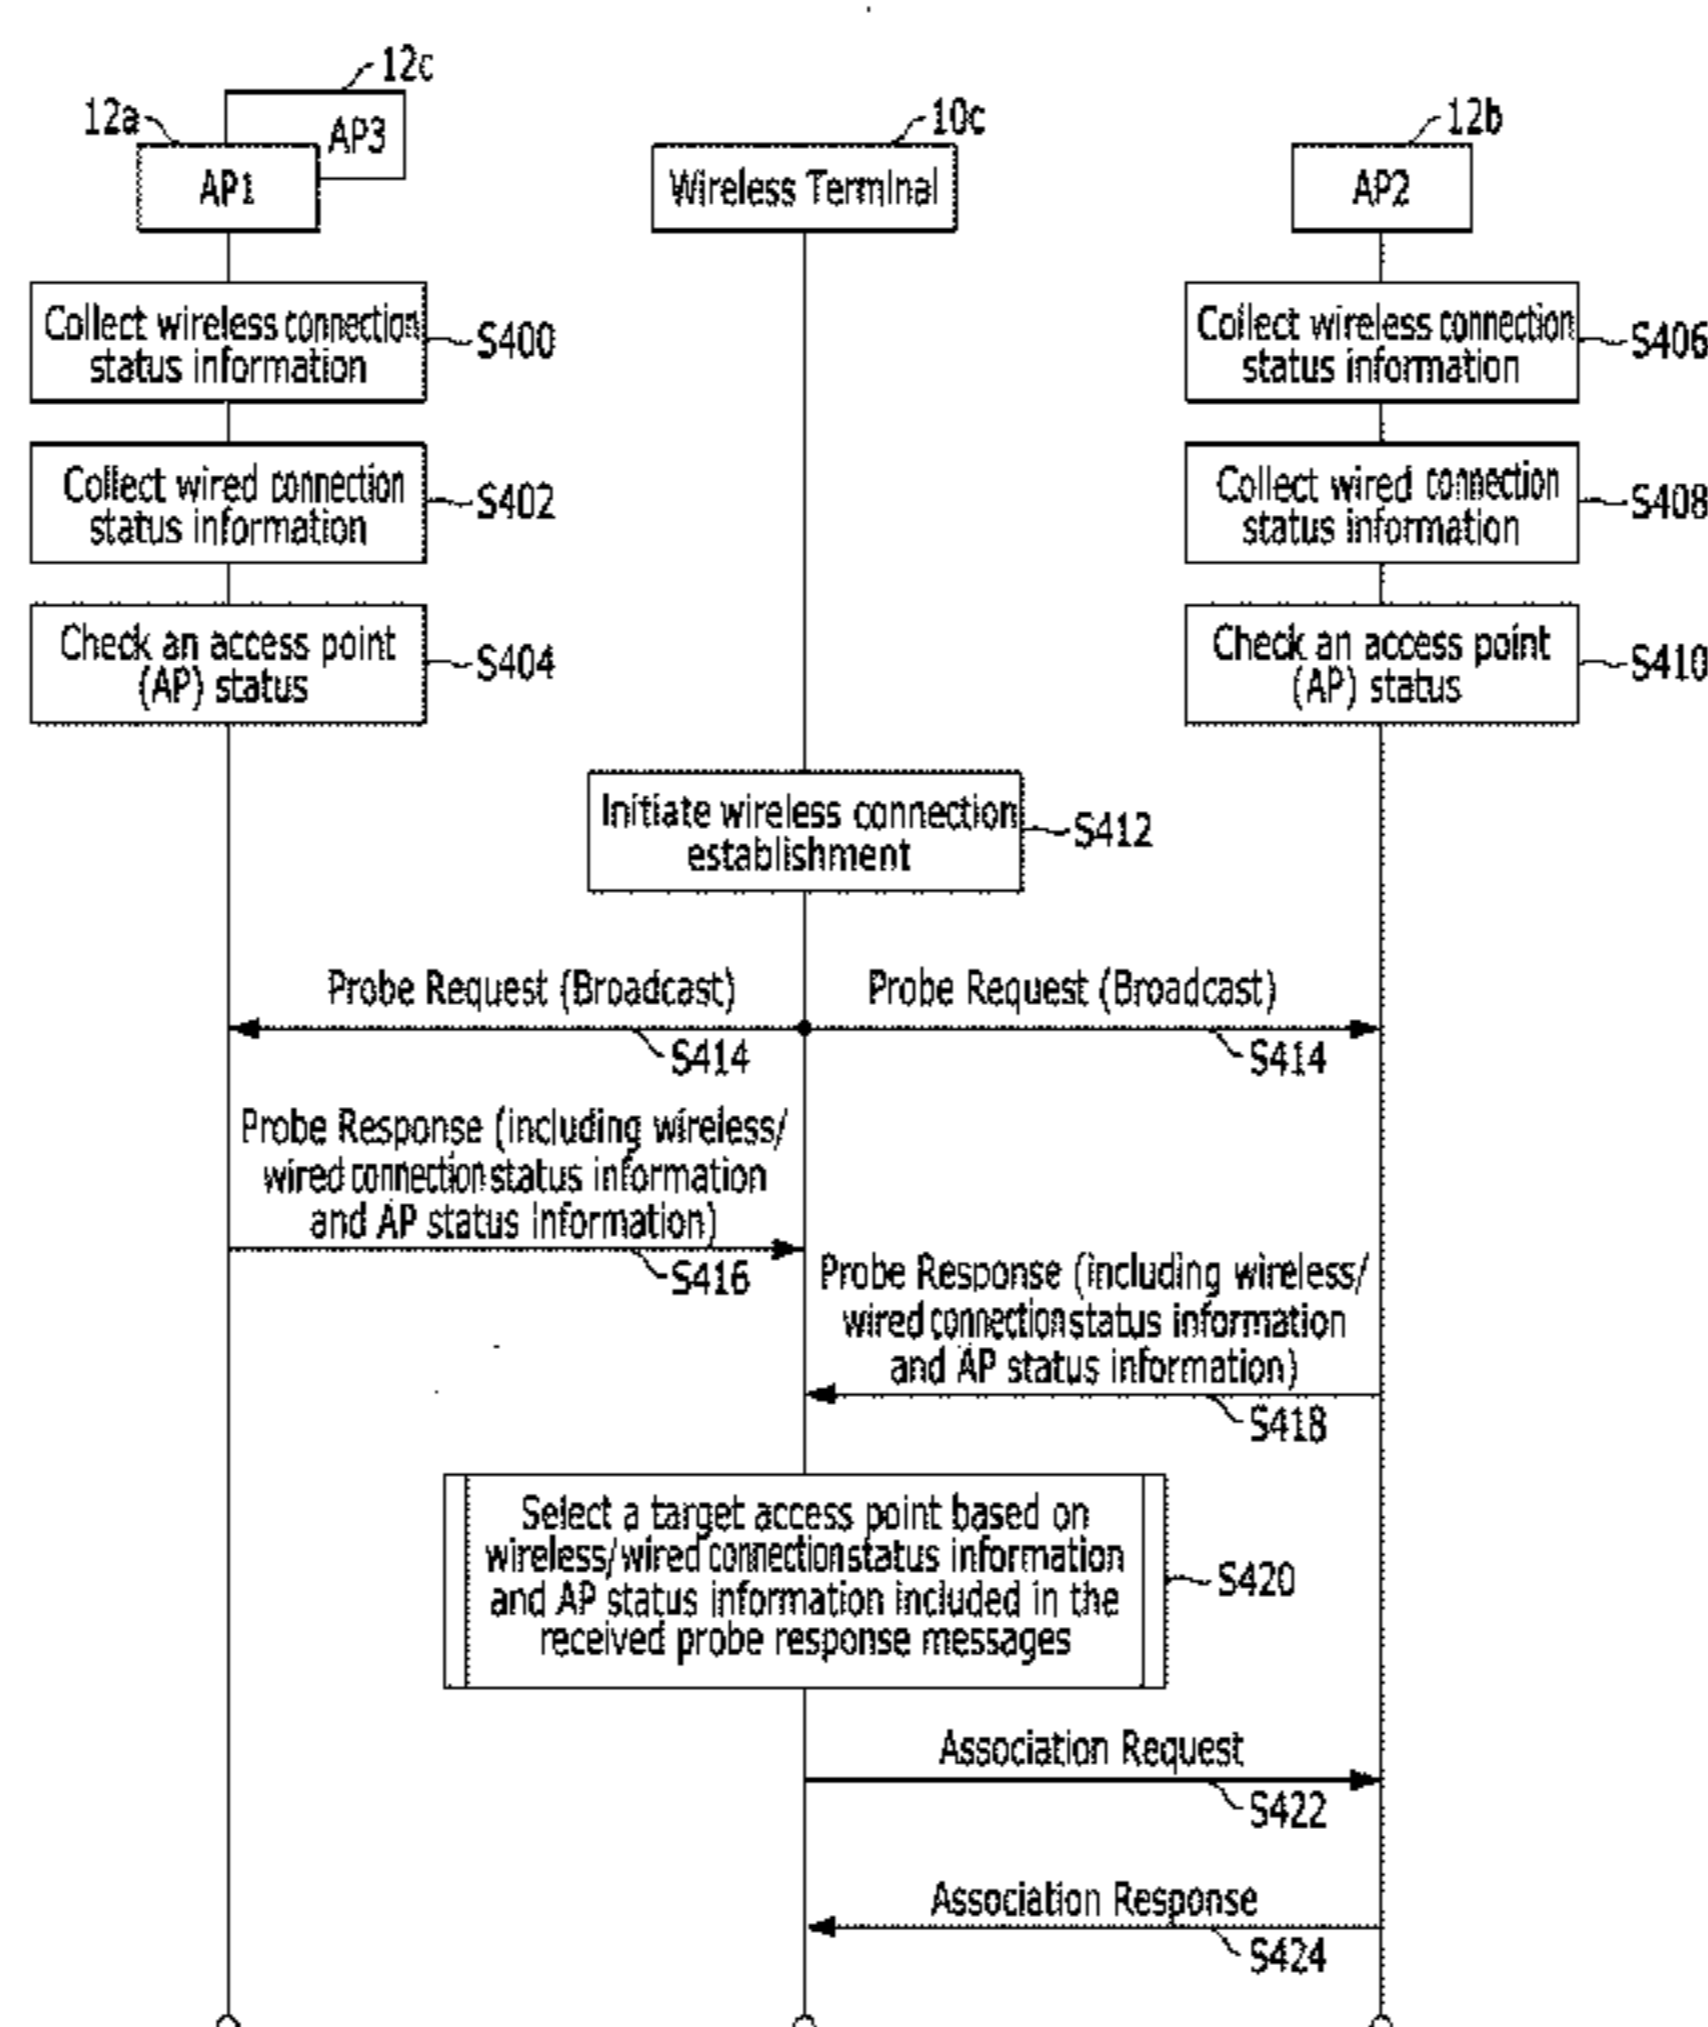 12c
12a
AP3
10c
12b
AP1
Wireless Terminal
AP2
Collect wireless connection
status information
S400
Collect wireless connection
status information
S406
Collect wired connection
status information
S402
Collect wired connection
status information
S408
Check an access point
(AP) status
S404
Check an access point
(AP) status
S410
Initiate wireless connection
establishment
S412
Probe Request (Broadcast)
Probe Request (Broadcast)
S414
S414
Probe Response (including wireless/
wired connection status information
and AP status information)
S416
Probe Response (including wireless/
wired connection status information
and AP status information)
S418
Select a target access point based on
wireless/wired connection status information
and AP status information included in the
received probe response messages
S420
Association Request
S422
Association Response
S424